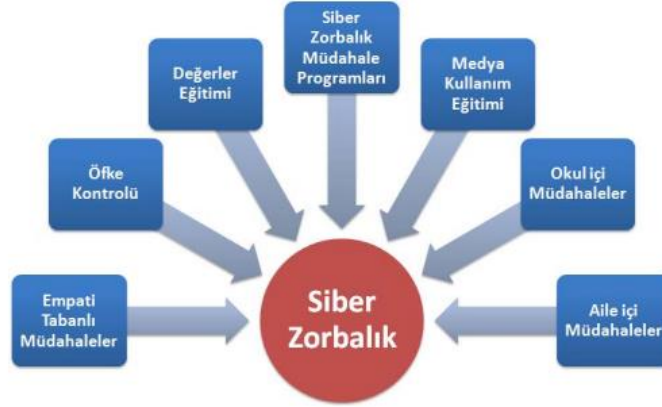 Siber
Zorbalık
Müdahale
Programları
Değerler
Eğitimi
Medya
Kullanım
Eğitimi
Öfke
Kontrolü
Okul içi
Müdahaleler
Empati
Tabanlı
Müdahaleler
Siber
Zorbalık
Aile içi
Müdahaleler